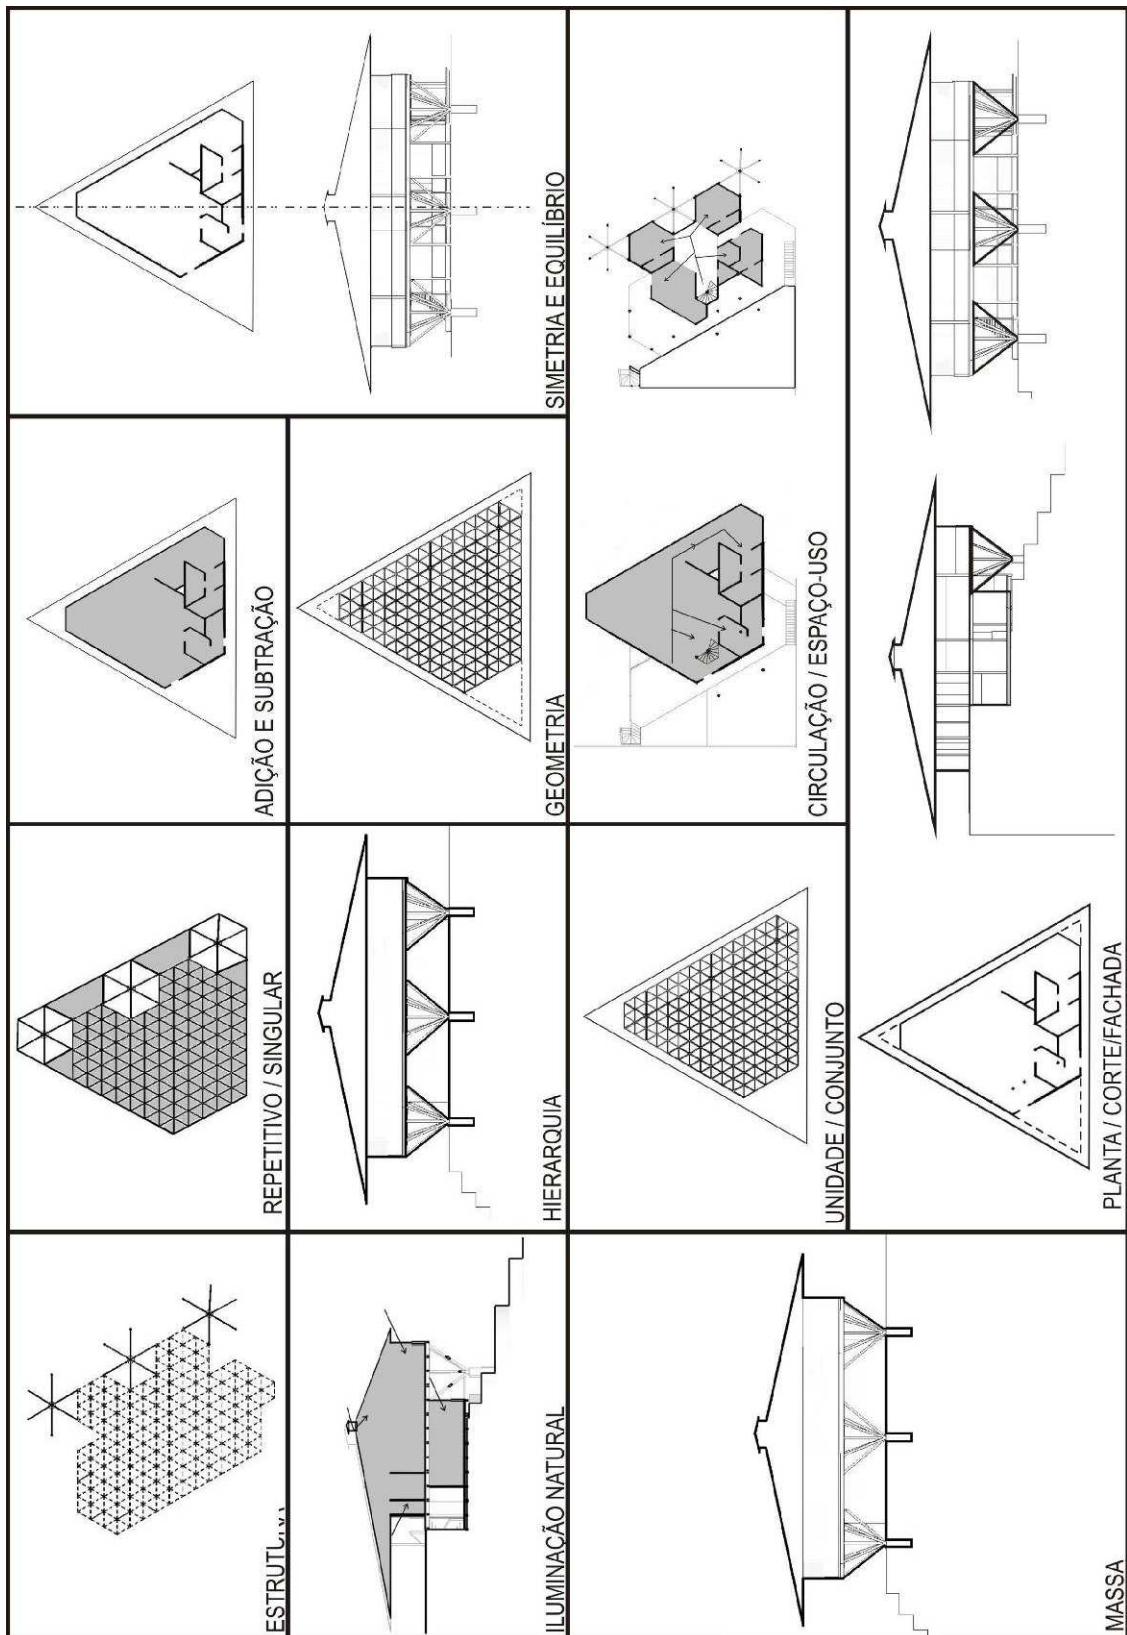 ESTRUTURA
REPETITIVO / SINGULAR
ADIÇÃO E SUBTRAÇÃO
SIMETRIA E EQUILÍBRIO
ILUMINAÇÃO NATURAL
HIERARQUIA
GEOMETRIA
MASSA
UNIDADE / CONJUNTO
CIRCULAÇÃO / ESPAÇO-USO
PLANTA / CORTE/FACHADA